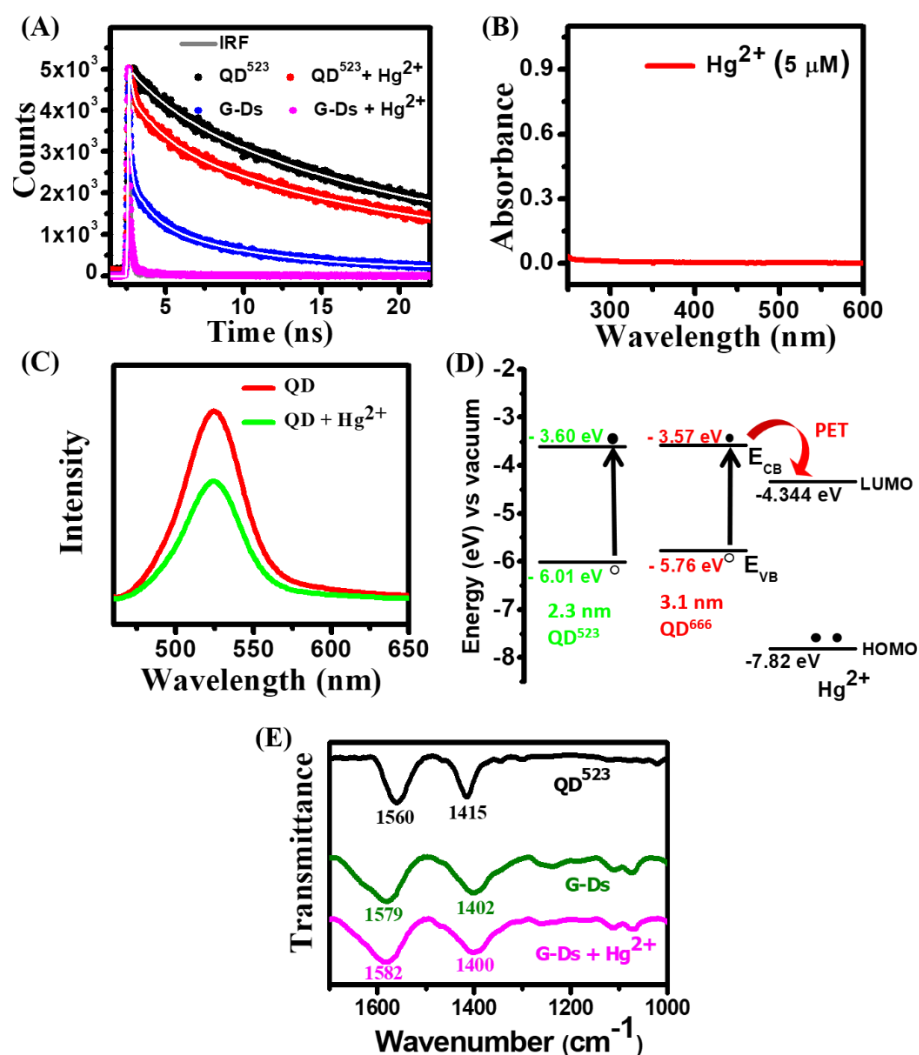 (A)
IRF
QD⁵²³ QD⁵²³+ Hg²⁺
G-Ds G-Ds + Hg²⁺
5x10³
4x10³
3x10³
2x10³
1x10³
0
Counts
5 10 15 20
Time (ns)
(B)
Hg²⁺ (5 μM)
0.9
0.6
0.3
0.0
Absorbance
300 400 500 600
Wavelength (nm)
(C)
QD
QD + Hg²⁺
Intensity
500 550 600 650
Wavelength (nm)
(D)
-2
-3
-4
-5
-6
-7
-8
Energy (eV) vs vacuum
- 3.60 eV
- 3.57 eV
PET
E_CB
LUMO
-4.344 eV
- 6.01 eV
- 5.76 eV
E_VB
2.3 nm
QD⁵²³
3.1 nm
QD⁶⁶⁶
HOMO
-7.82 eV
Hg²⁺
(E)
QD⁵²³
1560 1415
G-Ds
1579 1402
G-Ds + Hg²⁺
1582 1400
Transmittance
1600 1400 1200 1000
Wavenumber (cm⁻¹)